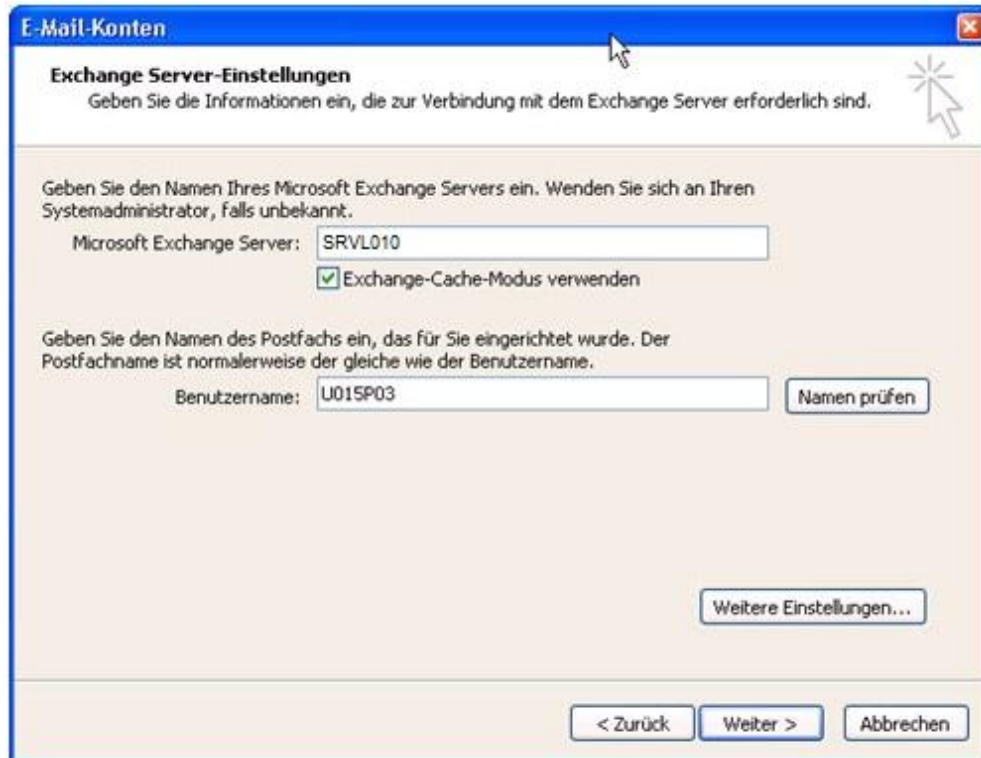 E-Mail-Konten
Exchange Server-Einstellungen
Geben Sie die Informationen ein, die zur Verbindung mit dem Exchange Server erforderlich sind.
Geben Sie den Namen Ihres Microsoft Exchange Servers ein. Wenden Sie sich an Ihren
Systemadministrator, falls unbekannt.
Microsoft Exchange Server: SRVL010
Exchange-Cache-Modus verwenden
Geben Sie den Namen des Postfachs ein, das für Sie eingerichtet wurde. Der
Postfachname ist normalerweise der gleiche wie der Benutzername.
Benutzername: U015P03 Namen prüfen
Weitere Einstellungen...
< Zurück Weiter > Abbrechen